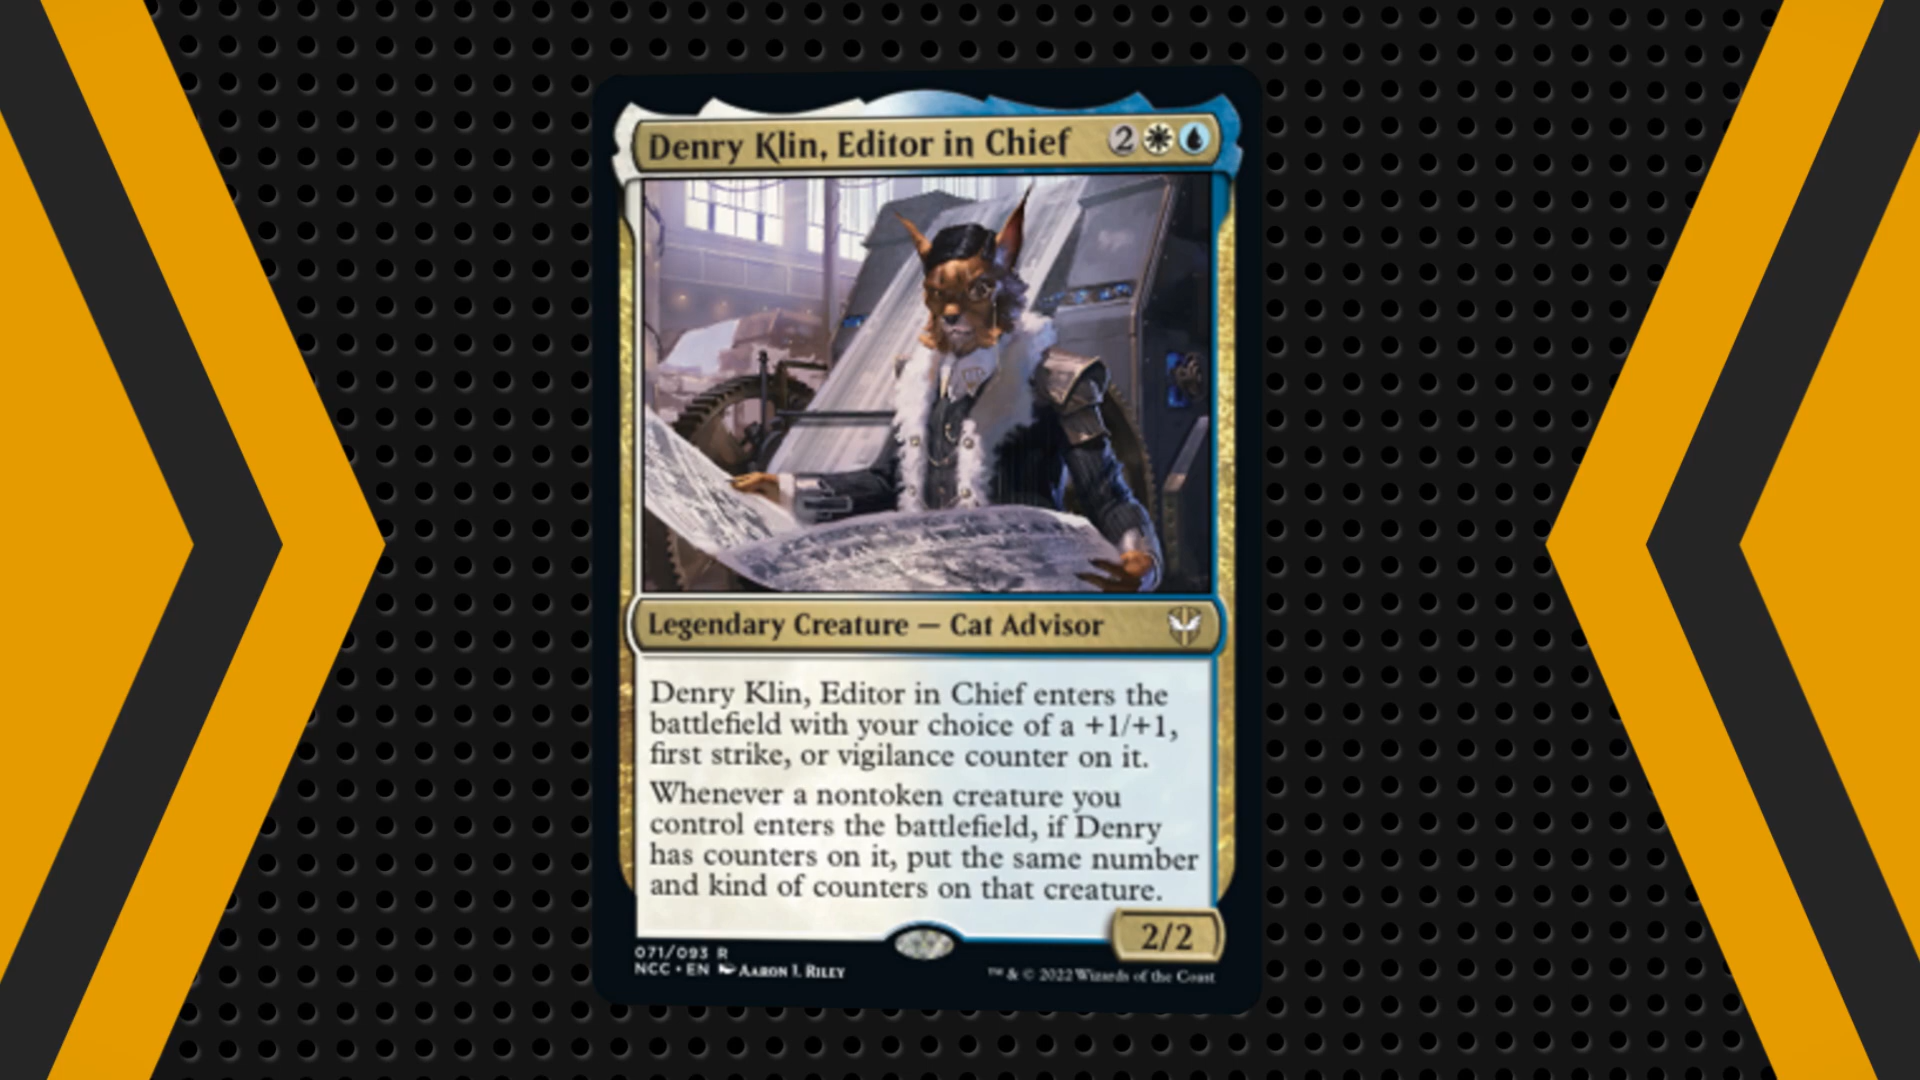 Denry Klin, Editor in Chief 2
Legendary Creature — Cat Advisor
Denry Klin, Editor in Chief enters the
battlefield with your choice of a +1/+1,
first strike, or vigilance counter on it.
Whenever a nontoken creature you
control enters the battlefield, if Denry
has counters on it, put the same number
and kind of counters on that creature.
2/2
071/093 R
NCC • EN Aaron J. Riley
™ & © 2022 Wizards of the Coast